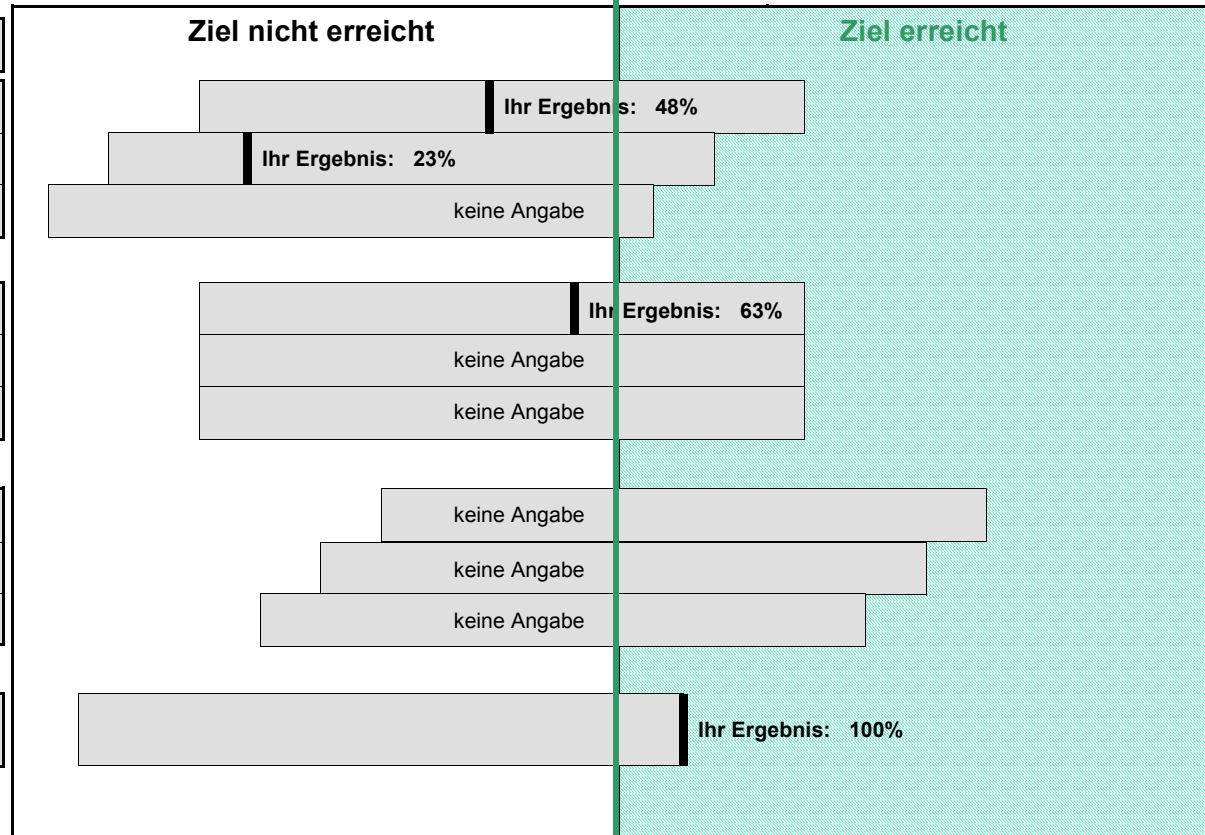 Ziel nicht erreicht
Ziel erreicht
Ihr Ergebnis: 48%
Ihr Ergebnis: 23%
keine Angabe
Ihr Ergebnis: 63%
keine Angabe
keine Angabe
keine Angabe
keine Angabe
keine Angabe
Ihr Ergebnis: 100%